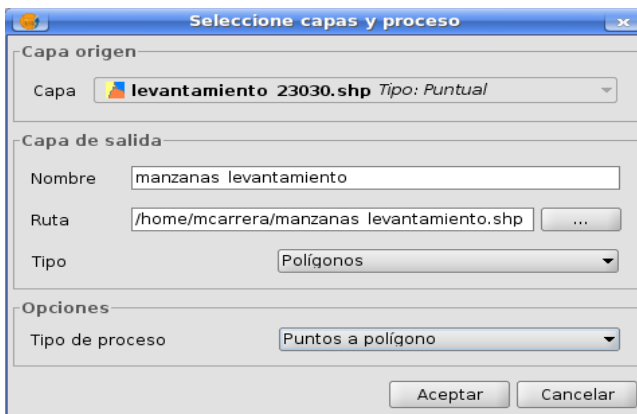 Seleccione capas y proceso
Capa origen
Capa levantamiento 23030.shp Tipo: Puntual
Capa de salida
Nombre manzanas levantamiento
Ruta /home/mcarrera/manzanas levantamiento.shp ...
Tipo Polígonos
Opciones
Tipo de proceso Puntos a polígono
Aceptar Cancelar